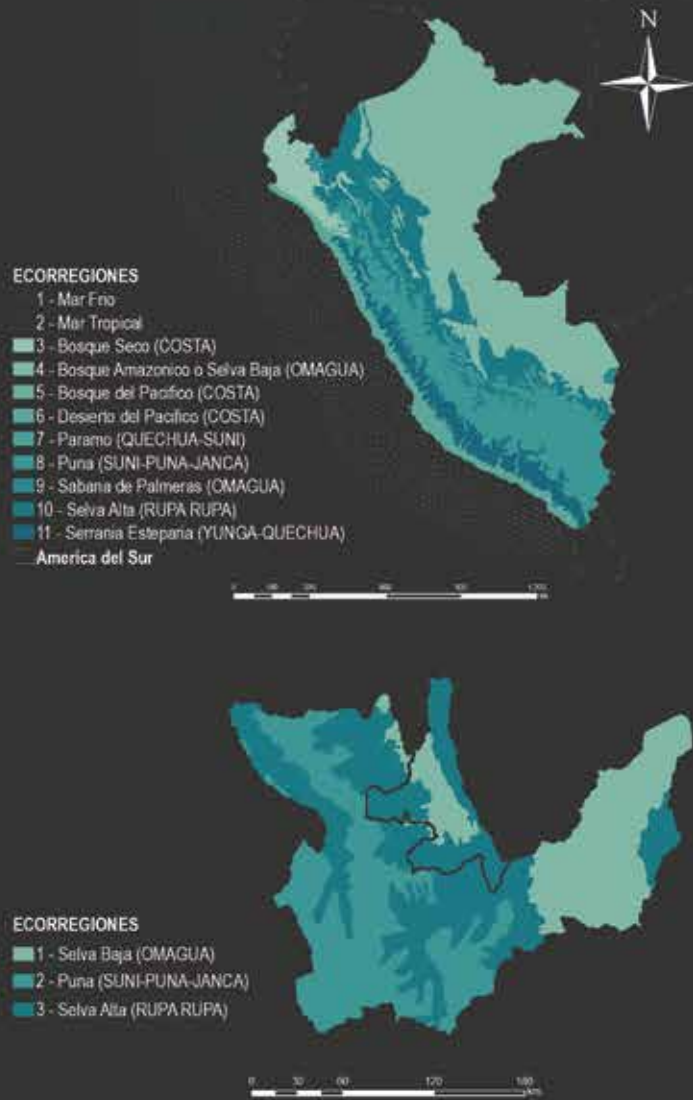 N
ECORREGIONES
1 - Mar Frio
2 - Mar Tropical
3 - Bosque Seco (COSTA)
4 - Bosque Amazonico o Selva Baja (OMAGUA)
5 - Bosque del Pacifico (COSTA)
6 - Desierto del Pacifico (COSTA)
7 - Paramo (QUECHUA-SUNI)
8 - Puna (SUNI-PUNA-JANCA)
9 - Sabana de Palmeras (OMAGUA)
10 - Selva Alta (RUPA RUPA)
11 - Serrania Esteparia (YUNGA-QUECHUA)
America del Sur
ECORREGIONES
1 - Selva Baja (OMAGUA)
2 - Puna (SUNI-PUNA-JANCA)
3 - Selva Alta (RUPA RUPA)
0 30 60 120 180